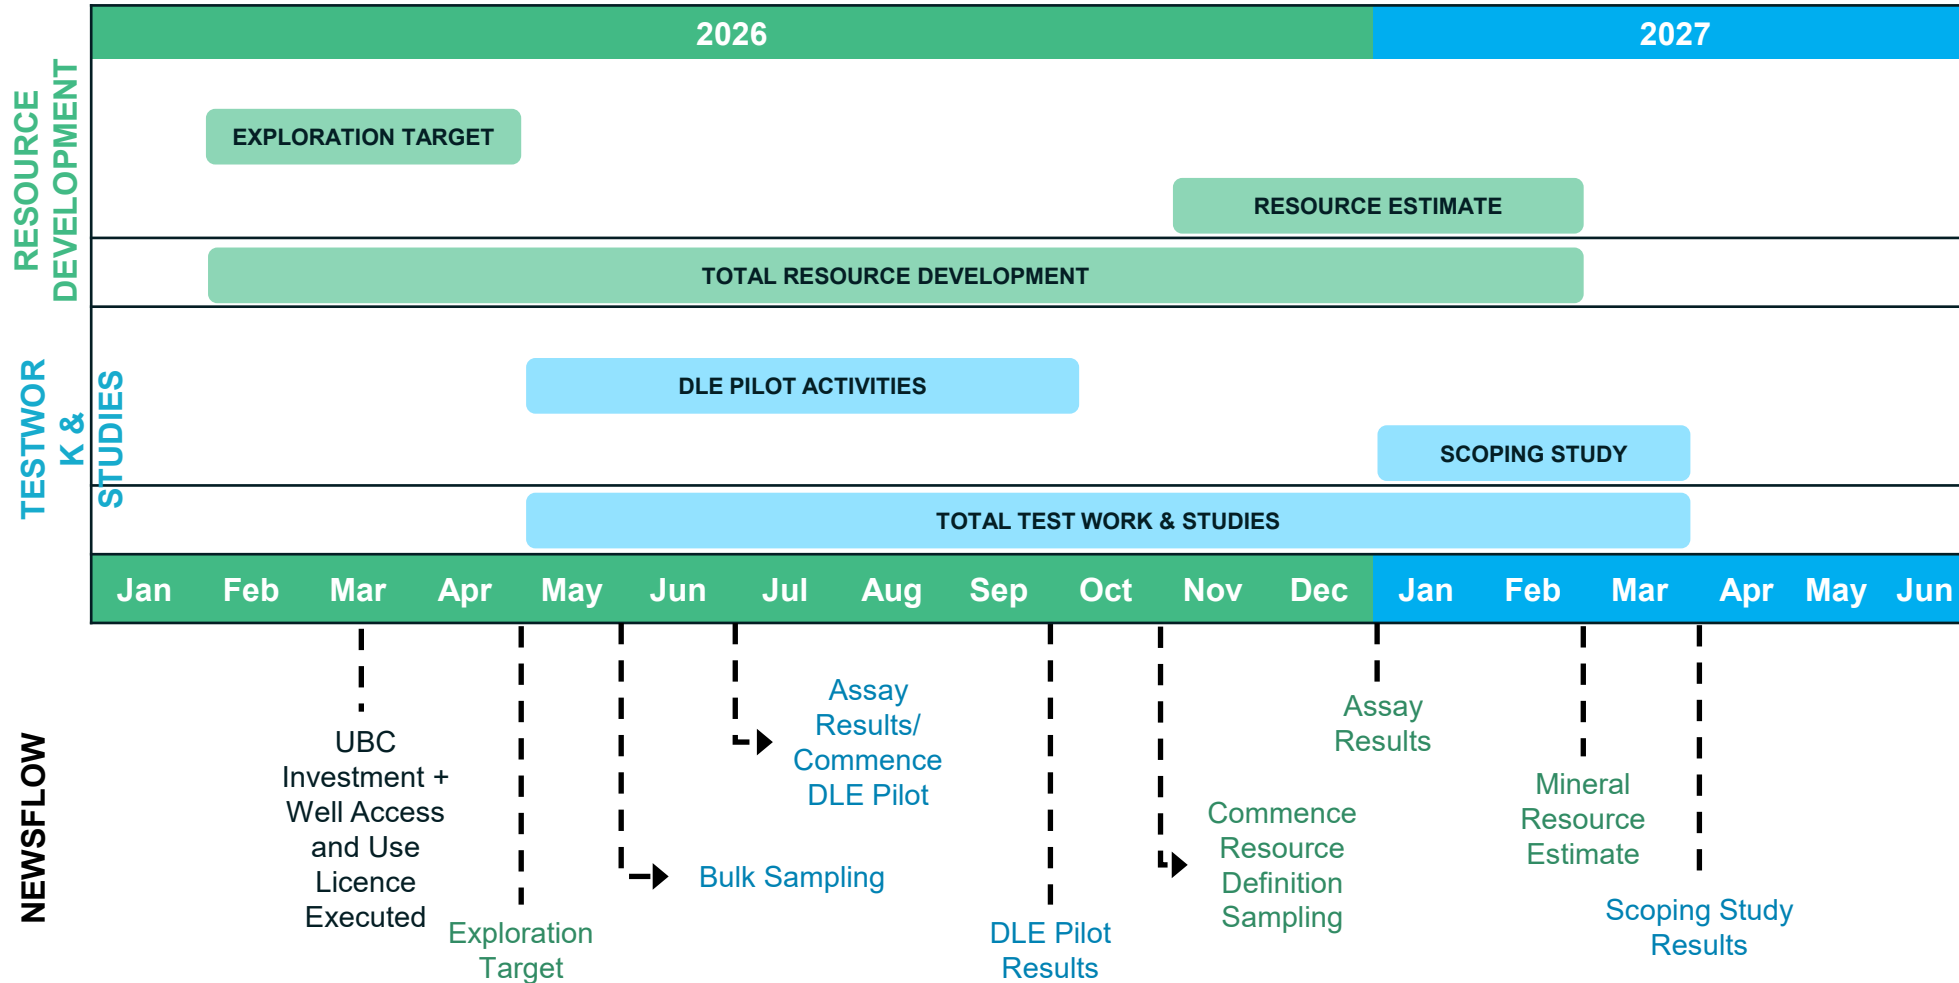 2026
2027
RESOURCE
DEVELOPMENT
EXPLORATION TARGET
RESOURCE ESTIMATE
TOTAL RESOURCE DEVELOPMENT
TESTWOR
K &
STUDIES
DLE PILOT ACTIVITIES
SCOPING STUDY
TOTAL TEST WORK & STUDIES
Jan Feb Mar Apr May Jun Jul Aug Sep Oct Nov Dec Jan Feb Mar Apr May Jun
NEWSFLOW
UBC
Investment +
Well Access
and Use
Licence
Executed
Exploration
Target
Bulk Sampling
Assay
Results/
Commence
DLE Pilot
DLE Pilot
Results
Commence
Resource
Definition
Sampling
Assay
Results
Mineral
Resource
Estimate
Scoping Study
Results